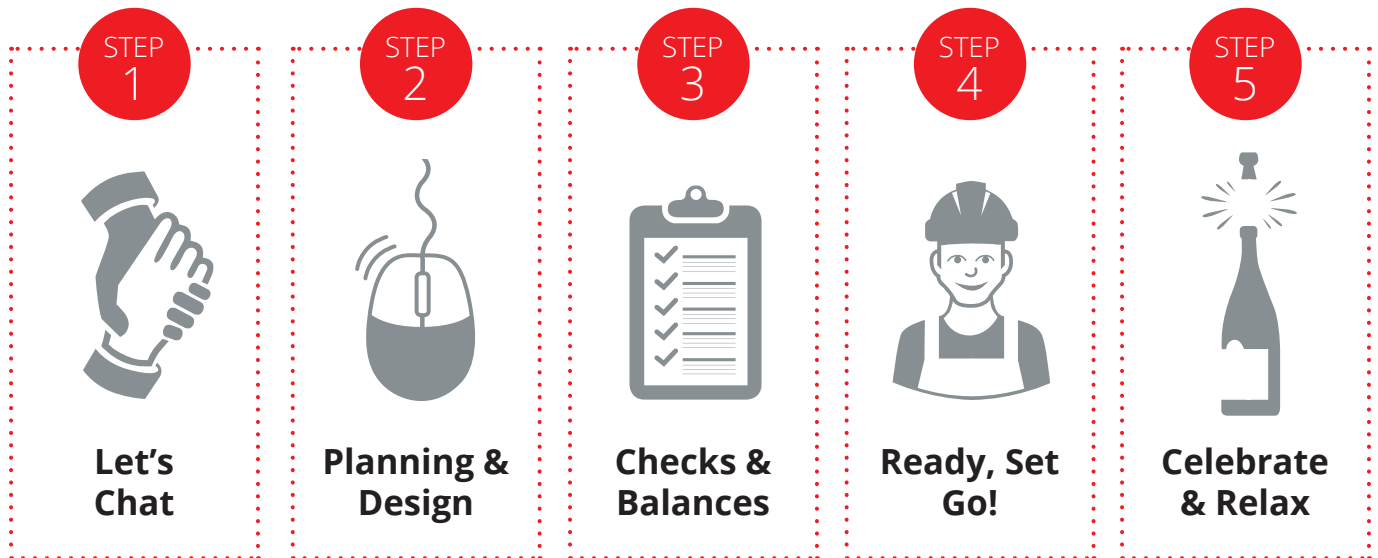 STEP
1
Let’s
Chat
STEP
2
Planning &
Design
STEP
3
Checks &
Balances
STEP
4
Ready, Set
Go!
STEP
5
Celebrate
& Relax